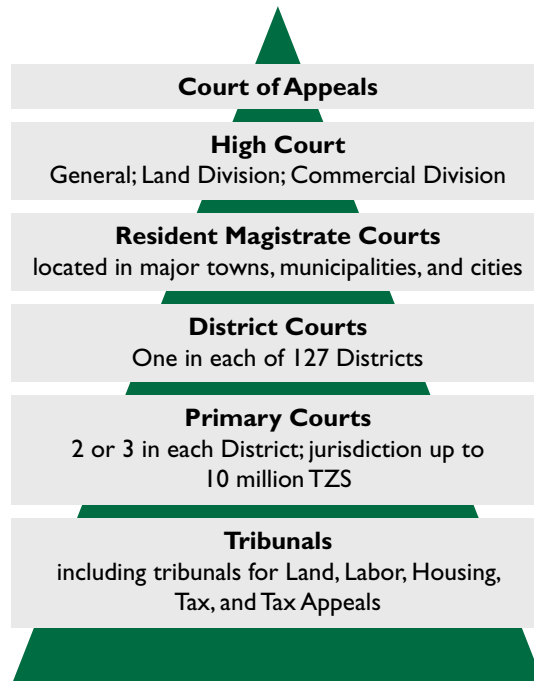 Court of Appeals
High Court
General; Land Division; Commercial Division
Resident Magistrate Courts
located in major towns, municipalities, and cities
District Courts
One in each of 127 Districts
Primary Courts
2 or 3 in each District; jurisdiction up to
10 million TZS
Tribunals
including tribunals for Land, Labor, Housing,
Tax, and Tax Appeals